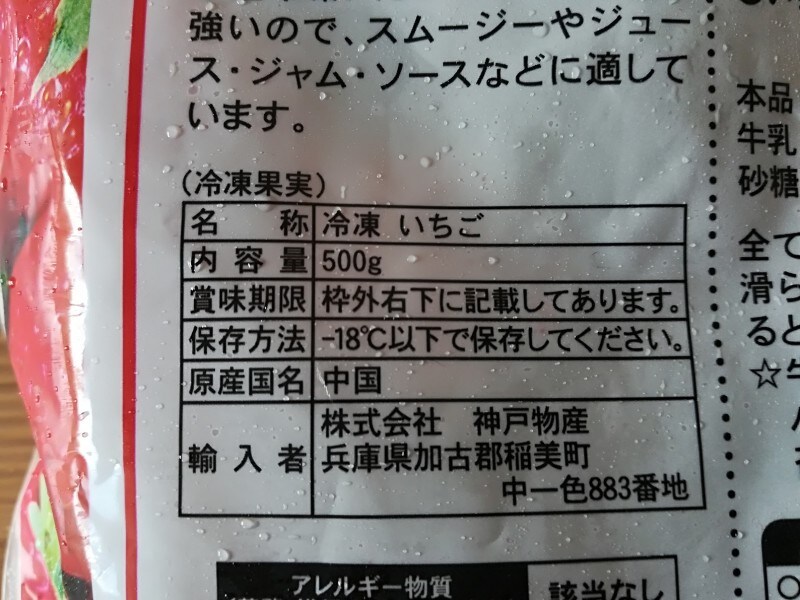 強いので、スムージーやジュー
ス・ジャム・ソースなどに適して
います。
(冷凍果実)
名 称 冷凍 いちご
内容量 500g
賞味期限 枠外右下に記載してあります。
保存方法 -18℃以下で保存してください。
原産国名 中国
輸入者 株式会社 神戸物産
兵庫県加古郡稲美町
中一色883番地
アレルギー物質 該当なし
本品
牛乳
砂糖
全て
滑ら
ると